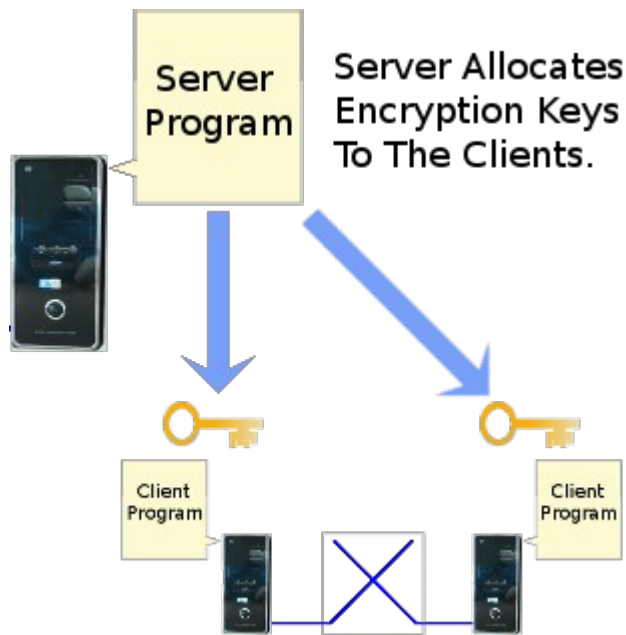 Server
Program
Server Allocates
Encryption Keys
To The Clients.
Client
Program
Client
Program